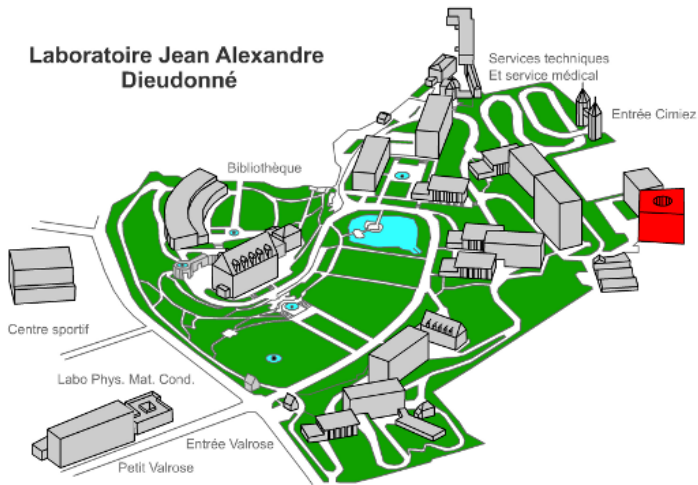 Laboratoire Jean Alexandre
Dieudonné
Services techniques
Et service médical
Entrée Cimiez
Bibliothèque
Centre sportif
Labo Phys. Mat. Cond.
Entrée Valrose
Petit Valrose